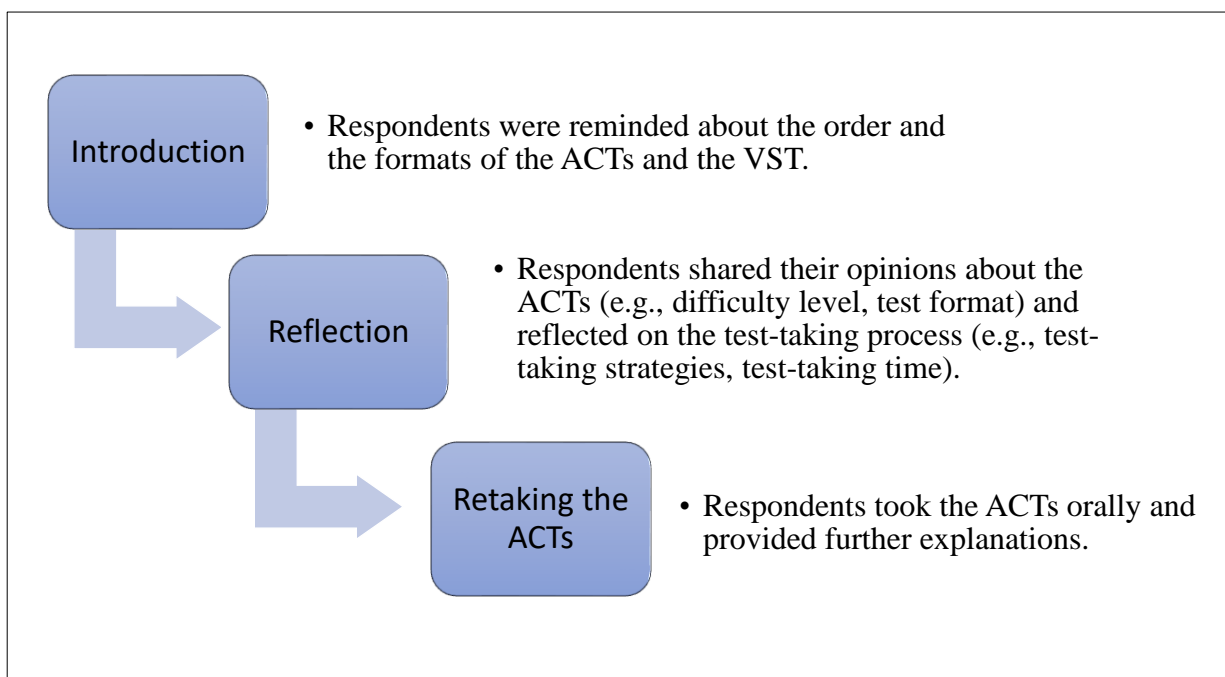 Introduction
• Respondents were reminded about the order and
the formats of the ACTs and the VST.
Reflection
• Respondents shared their opinions about the
ACTs (e.g., difficulty level, test format) and
reflected on the test-taking process (e.g., test-
taking strategies, test-taking time).
Retaking the
ACTs
• Respondents took the ACTs orally and
provided further explanations.